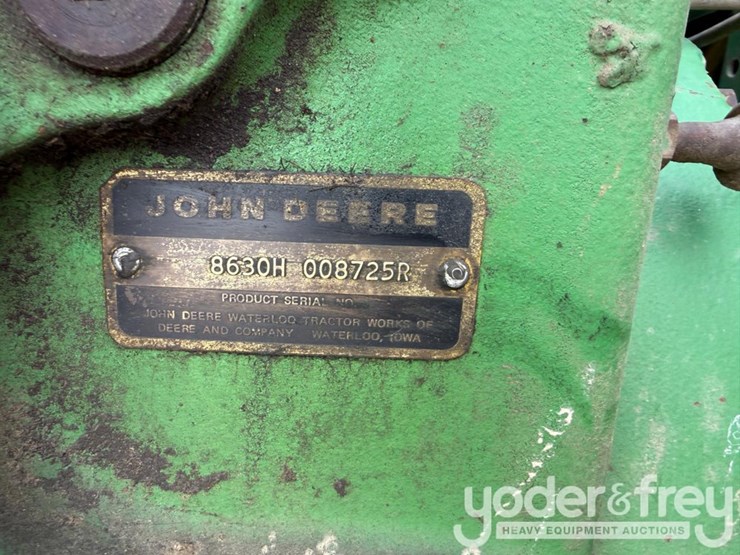 JOHN DEERE
8630H 008725R
PRODUCT SERIAL NO.
JOHN DEERE WATERLOO TRACTOR WORKS OF
DEERE AND COMPANY WATERLOO, IOWA
yoder&frey
HEAVY EQUIPMENT AUCTIONS